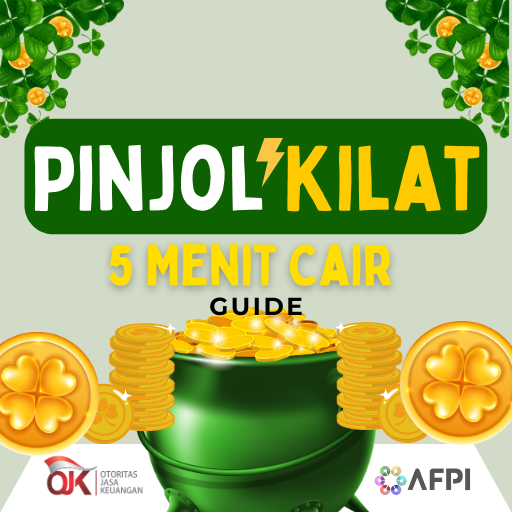 PINJOL KILAT
5 MENIT CAIR
GUIDE
OJK
OTORITAS
JASA
KEUANGAN
AFPI